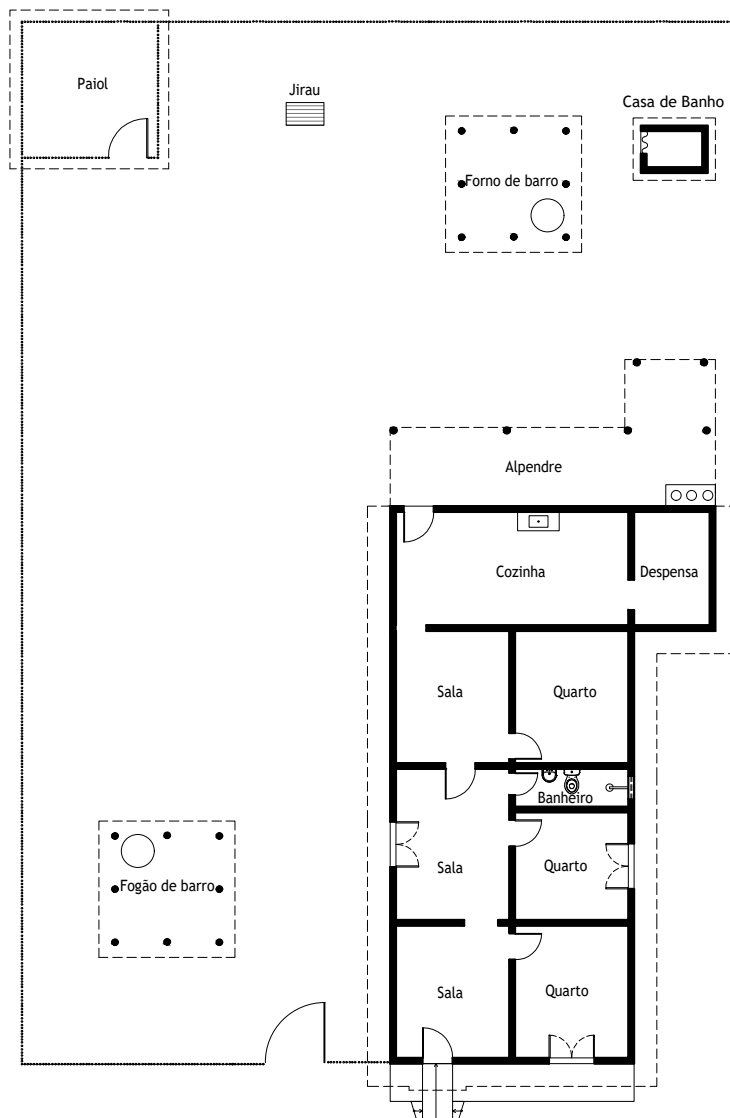 Paiol
Jirau
Casa de Banho
Forno de barro
Alpendre
Cozinha
Despensa
Sala
Quarto
Banheiro
Sala
Quarto
Fogão de barro
Sala
Quarto